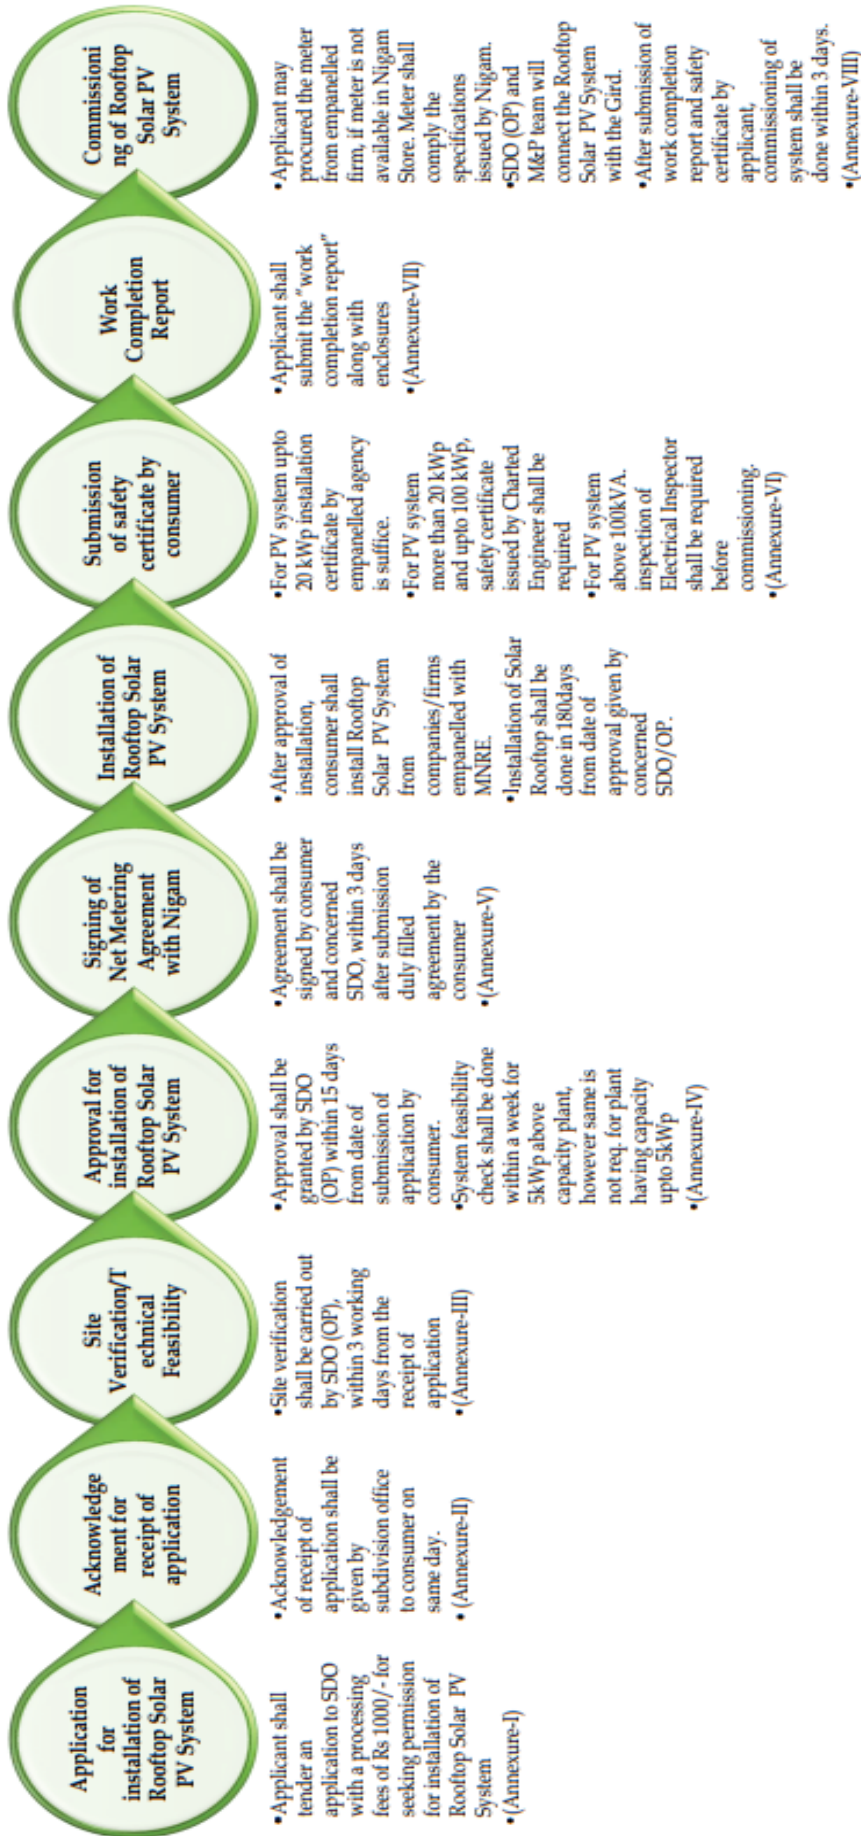 Application
for
installation of
Rooftop Solar
PV System
•Applicant shall
tender an
application to SDO
with a processing
fees of Rs 1000/- for
seeking permission
for installation of
Rooftop Solar PV
System
•(Annexure-I)
Acknowledge
ment for
receipt of
application
•Acknowledgement
of receipt of
application shall be
given by
subdivision office
to consumer on
same day.
• (Annexure-II)
Site
Verification/T
echnical
Feasibility
•Site verification
shall be carried out
by SDO (OP),
within 3 working
days from the
receipt of
application
•(Annexure-III)
Approval for
installation of
Rooftop Solar
PV System
•Approval shall be
granted by SDO
(OP) within 15 days
from date of
submission of
application by
consumer.
•System feasibility
check shall be done
within a week for
5kWp above
capacity plant,
however same is
not req. for plant
having capacity
upto 5kWp
•(Annexure-IV)
Signing of
Net Metering
Agreement
with Nigam
•Agreement shall be
signed by consumer
and concerned
SDO, within 3 days
after submission
duly filled
agreement by the
consumer
•(Annexure-V)
Installation of
Rooftop Solar
PV System
•After approval of
installation,
consumer shall
install Rooftop
Solar PV System
from
companies/firms
empanelled with
MNRE.
•Installation of Solar
Rooftop shall be
done in 180days
from date of
approval given by
concerned
SDO/OP.
Submission
of safety
certificate by
consumer
•For PV system upto
20 kWp installation
certificate by
empanelled agency
is suffice.
•For PV system
more than 20 kWp
and upto 100 kWp,
safety certificate
issued by Charted
Engineer shall be
required
•For PV system
above 100kVA.
inspection of
Electrical Inspector
shall be required
before
commissioning.
•(Annexure-VI)
Work
Completion
Report
•Applicant shall
submit the "work
completion report"
along with
enclosures
•(Annexure-VII)
Commissioni
ng of Rooftop
Solar PV
System
•Applicant may
procured the meter
from empanelled
firm, if meter is not
available in Nigam
Store. Meter shall
comply the
specifications
issued by Nigam.
•SDO (OP) and
M&P team will
connect the Rooftop
Solar PV System
with the Gird.
•After submission of
work completion
report and safety
certificate by
applicant,
commissioning of
system shall be
done within 3 days.
•(Annexure-VIII)